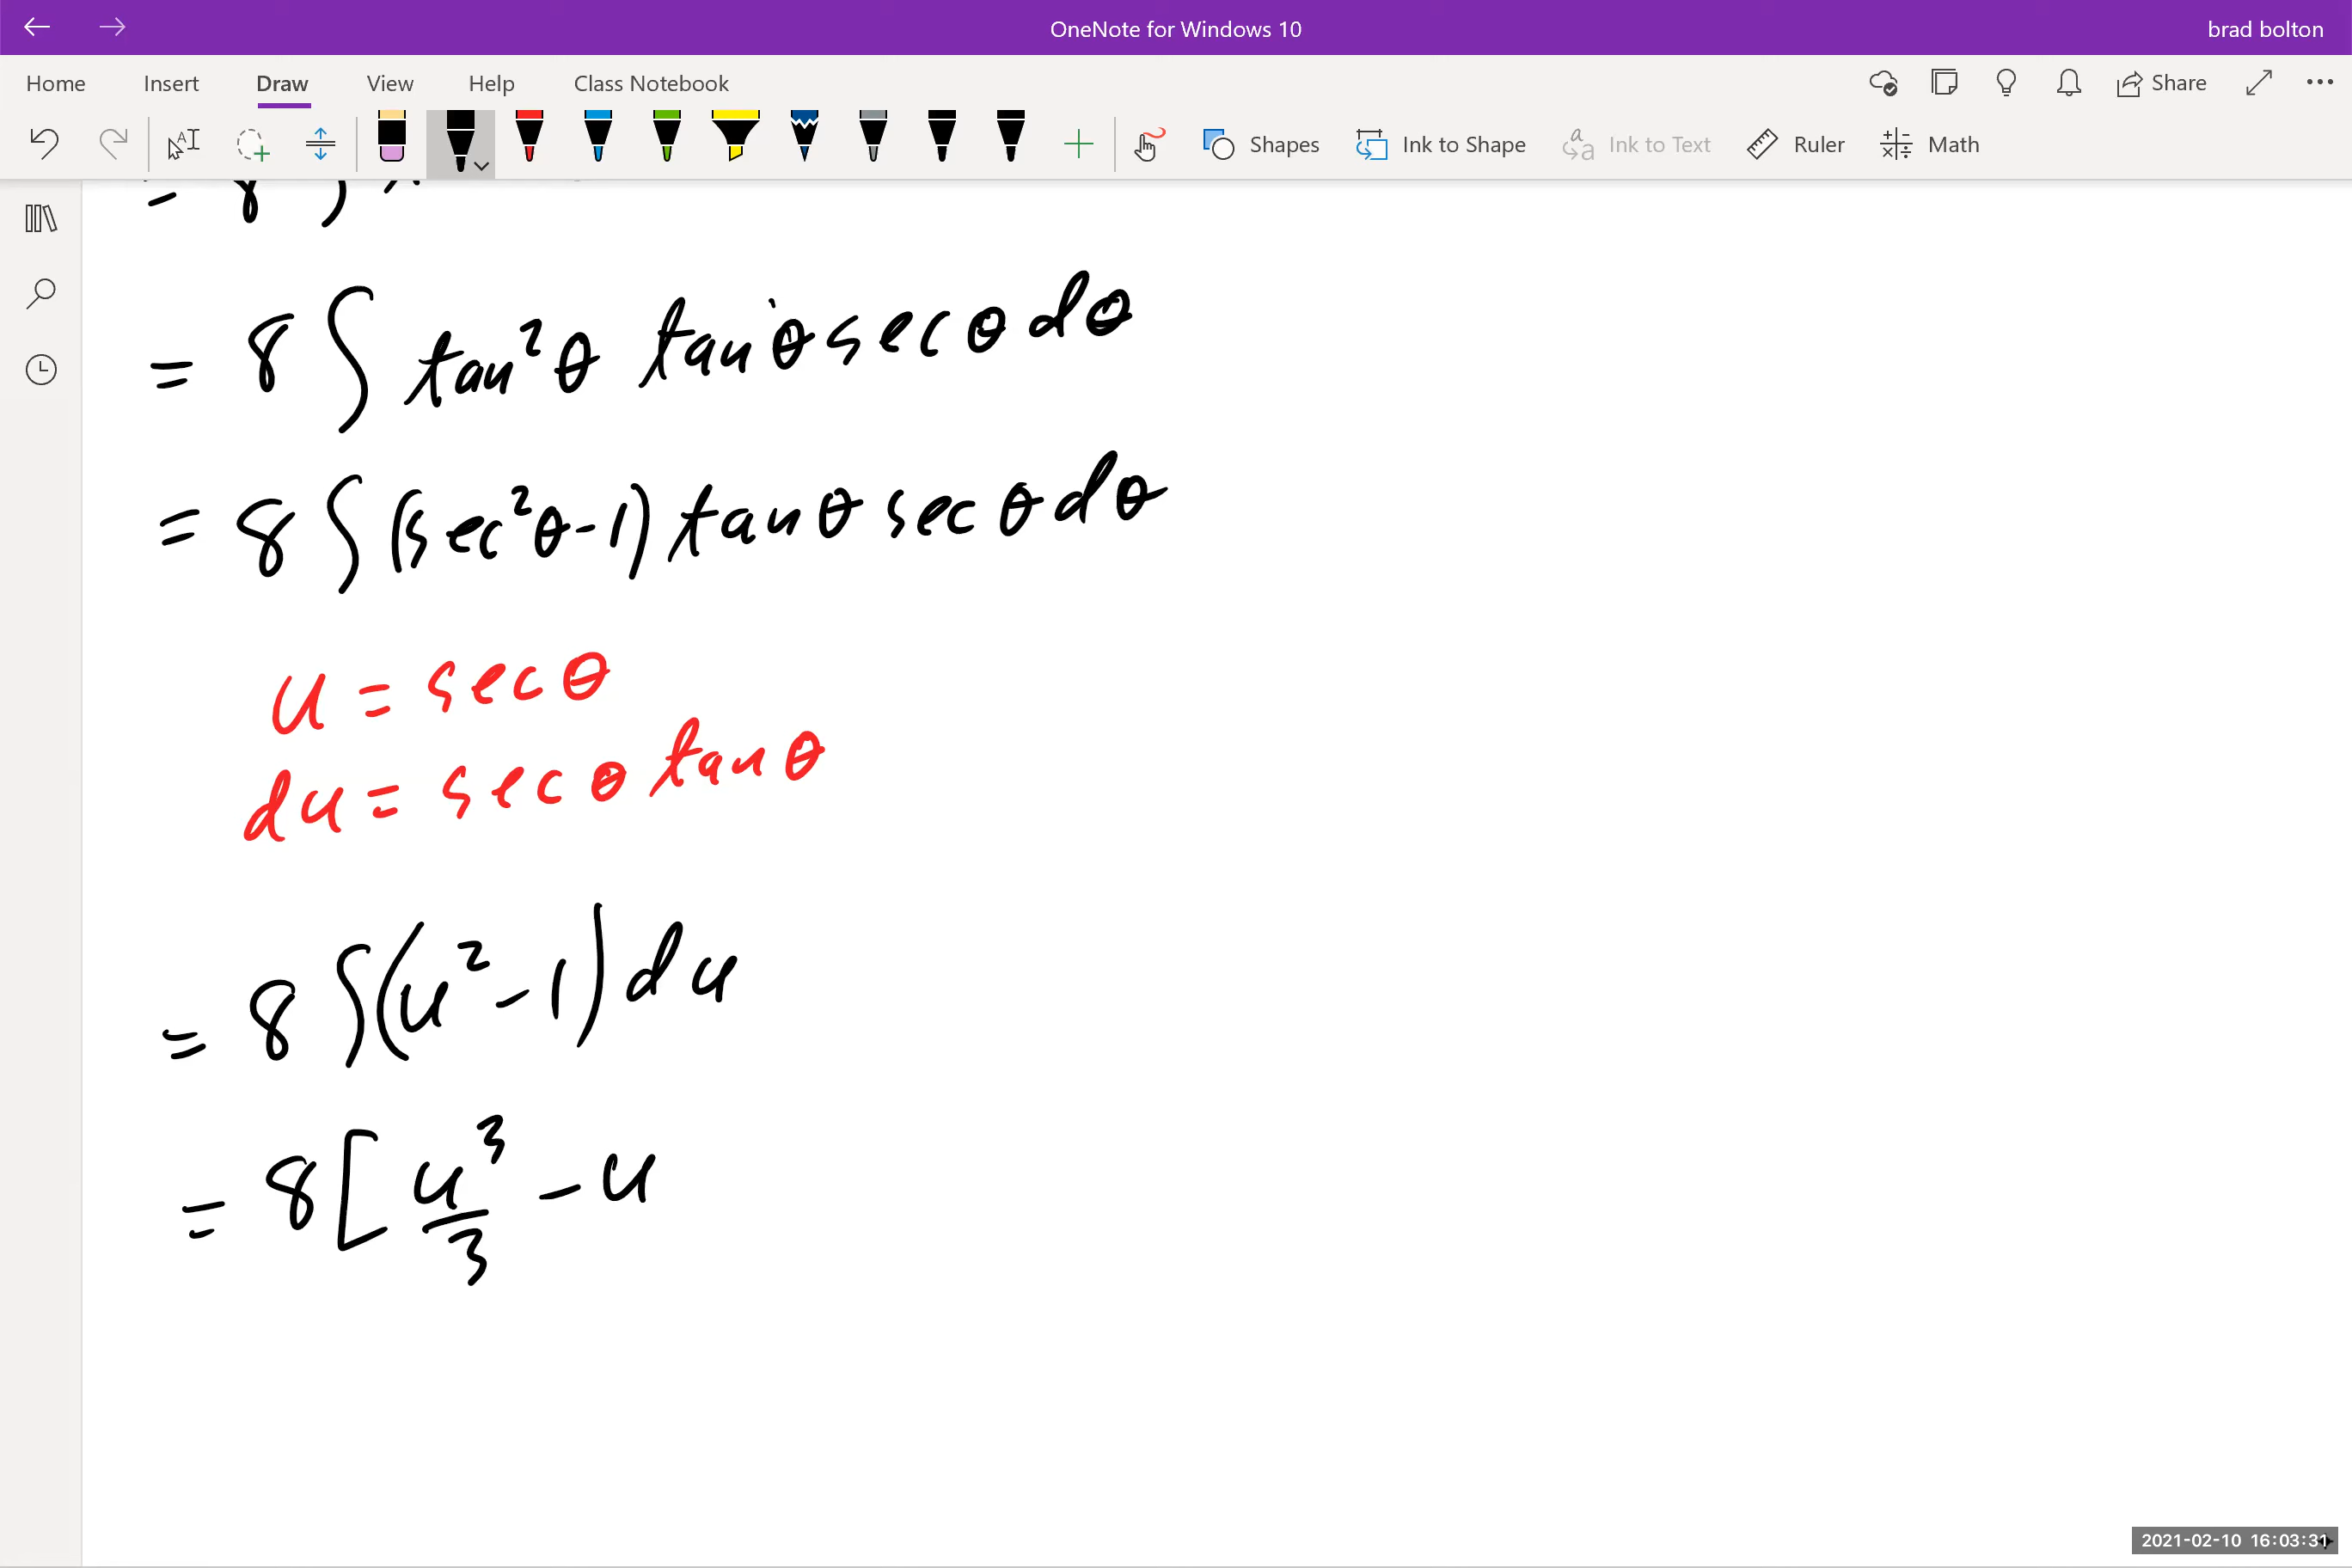 OneNote for Windows 10
brad bolton
Home Insert Draw View Help Class Notebook Share
Shapes Ink to Shape Ink to Text Ruler Math
= 8 ∫
= 8 ∫ tan²θ tanθ secθ dθ
= 8 ∫ (sec²θ-1) tanθ secθ dθ
u = secθ
du = secθ tanθ
= 8 ∫(u²-1) du
= 8 [ u³/3 - u
2021-02-10 16:03:31